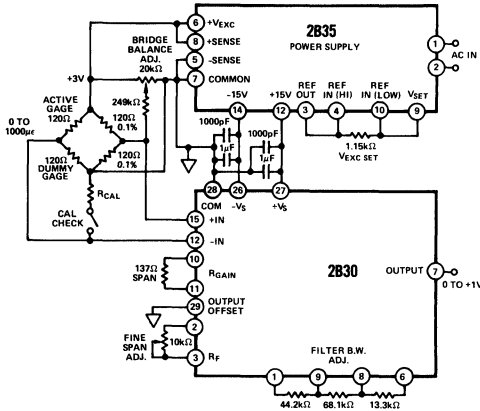 6 +VEXC
8 +SENSE
5 -SENSE
7 COMMON
2B35
POWER SUPPLY
1
2
AC IN
-15V
+15V
REF OUT
REF IN (HI)
REF IN (LOW)
VSET
14
12
3
4
10
9
1.15kΩ
VEXC SET
BRIDGE
BALANCE
ADJ.
20kΩ
+3V
249kΩ
ACTIVE
GAGE
120Ω
120Ω
0.1%
0 TO
1000με
120Ω
DUMMY
GAGE
120Ω
0.1%
RCAL
CAL
CHECK
1000pF
1μF
1000pF
1μF
28
26
27
COM
-VS
+VS
15 +IN
12 -IN
10
11
137Ω
SPAN
RGAIN
29 OUTPUT
OFFSET
2
3
10kΩ
FINE
SPAN
ADJ.
RF
2B30
OUTPUT 7
0 TO +1V
FILTER B.W.
ADJ.
1
9
8
6
44.2kΩ
68.1kΩ
13.3kΩ